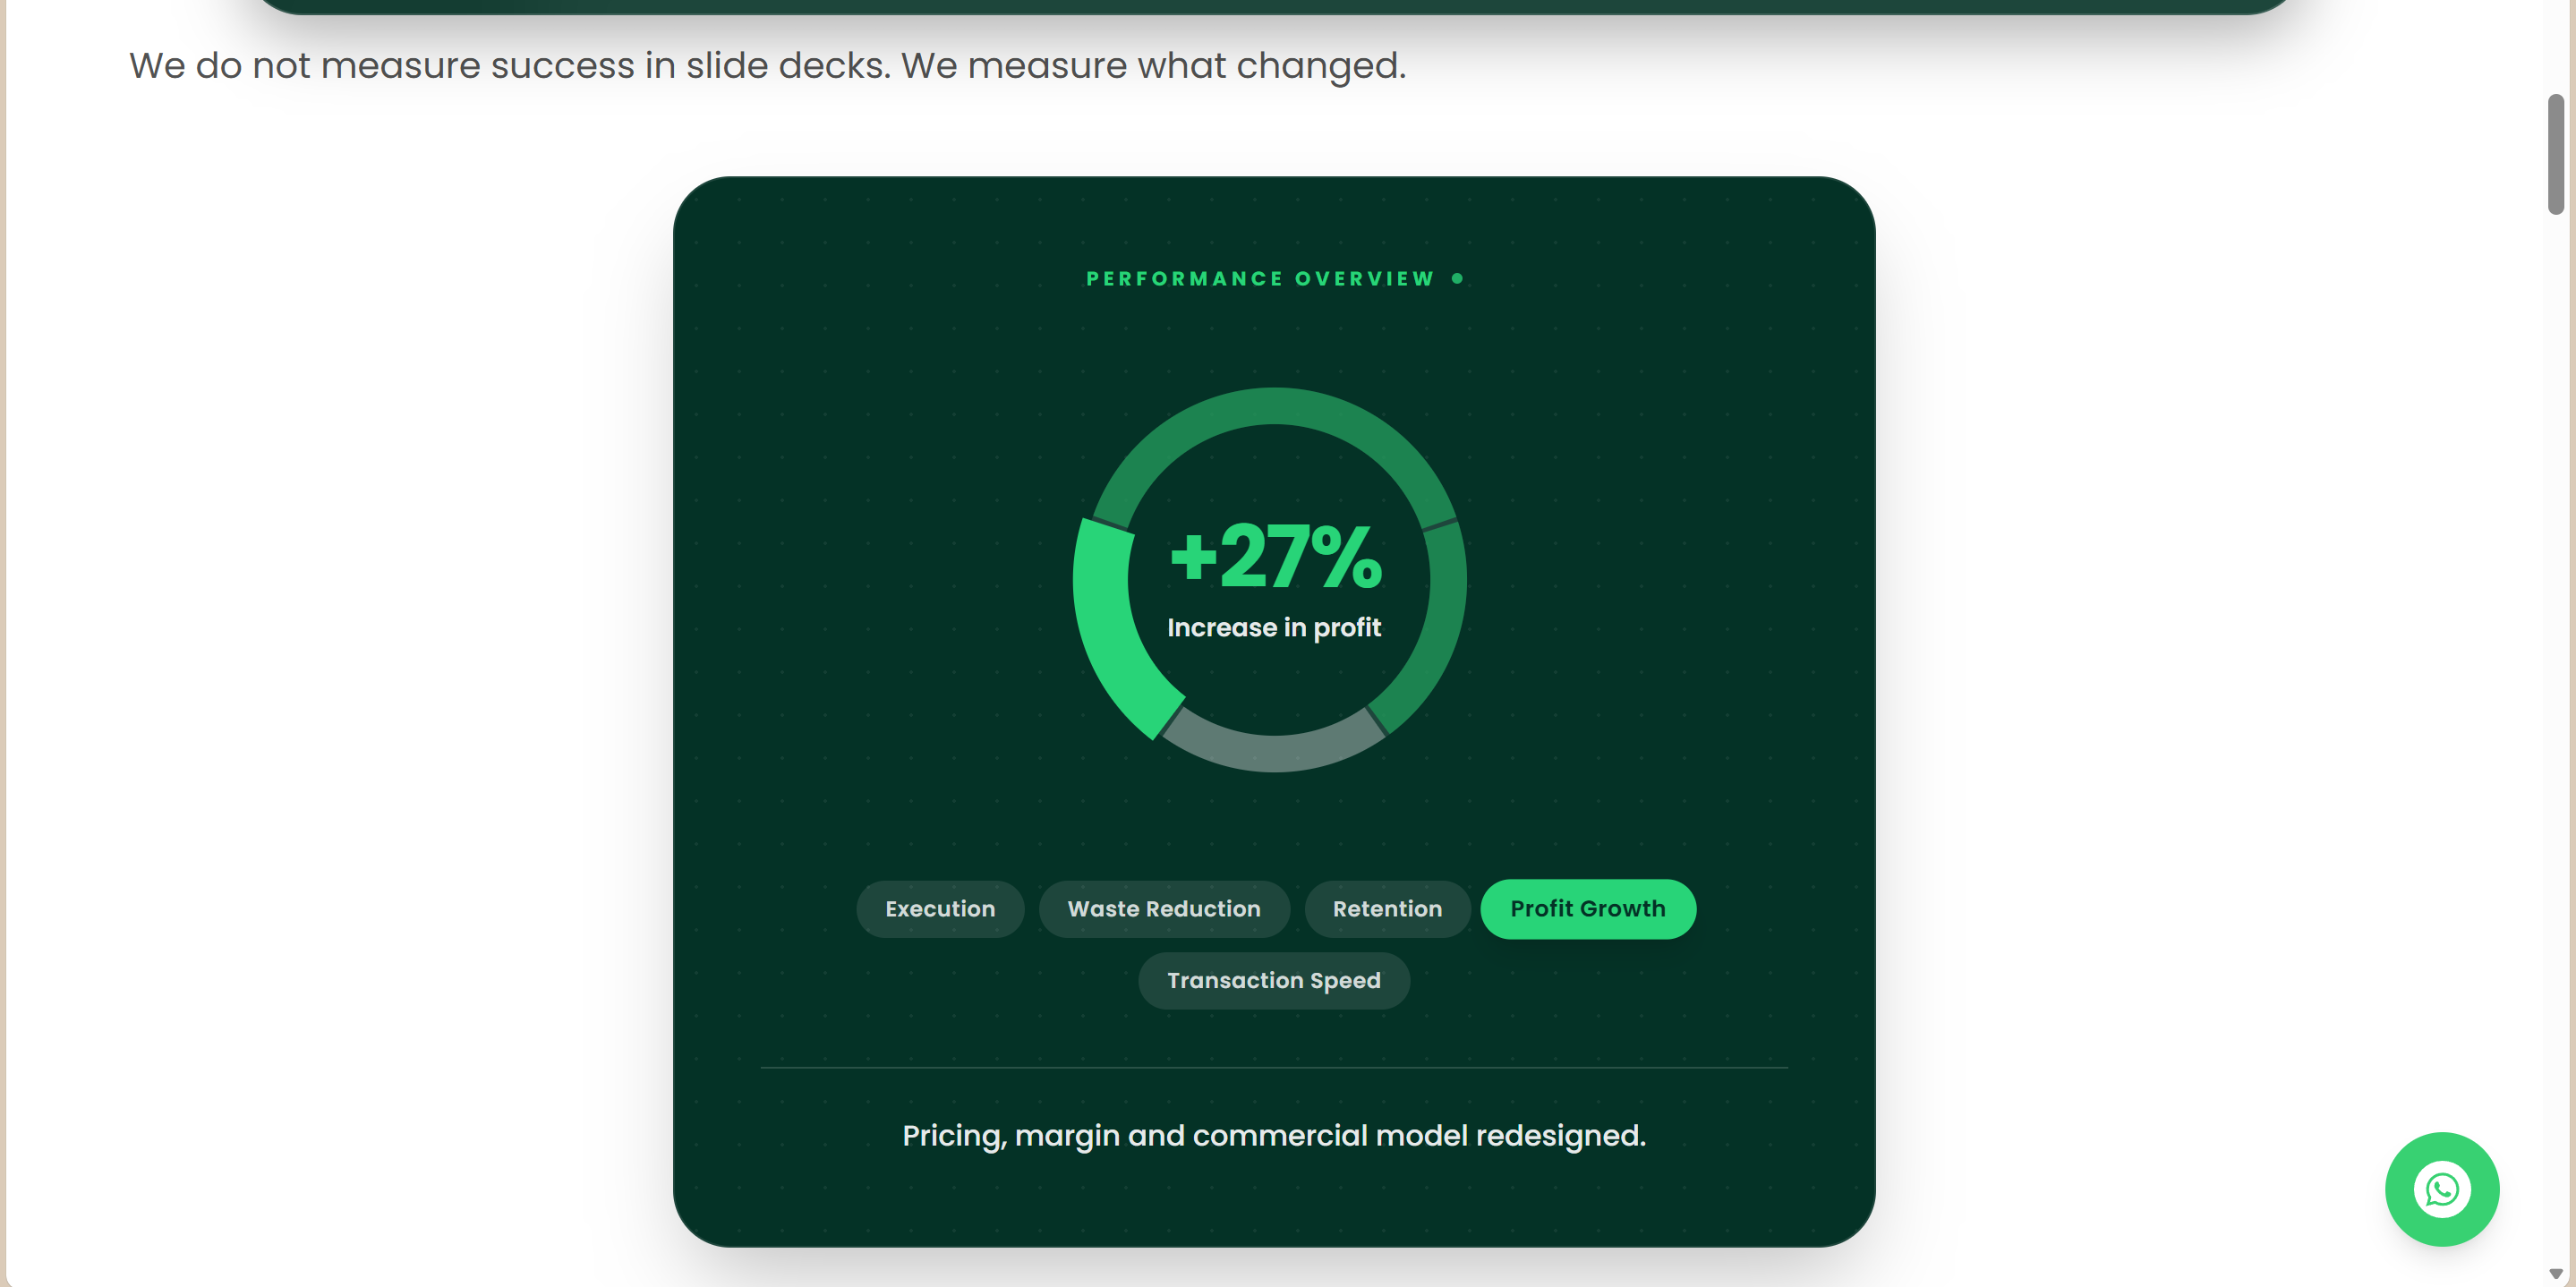 We do not measure success in slide decks. We measure what changed.
PERFORMANCE OVERVIEW
+27%
Increase in profit
Execution
Waste Reduction
Retention
Profit Growth
Transaction Speed
Pricing, margin and commercial model redesigned.